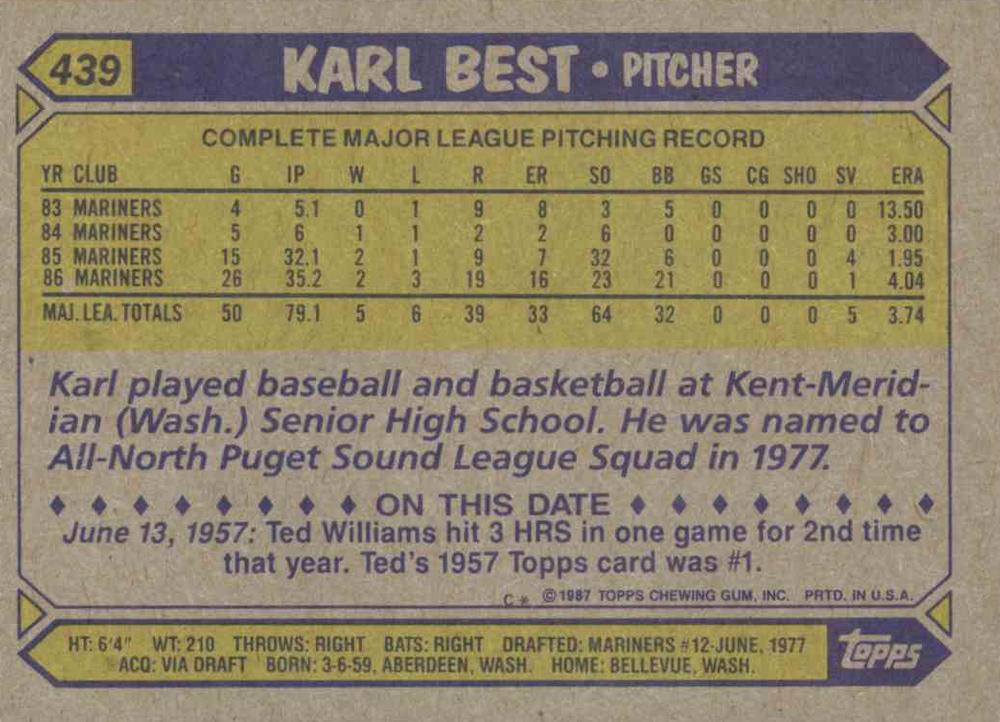 439 KARL BEST • PITCHER
COMPLETE MAJOR LEAGUE PITCHING RECORD
YR CLUB G IP W L R ER SO BB GS CG SHO SV ERA
83 MARINERS 4 5.1 0 1 9 8 3 5 0 0 0 0 13.50
84 MARINERS 5 6 1 1 2 2 6 0 0 0 0 0 3.00
85 MARINERS 15 32.1 2 1 9 7 32 6 0 0 0 4 1.95
86 MARINERS 26 35.2 2 3 19 16 23 21 0 0 0 1 4.04
MAJ. LEA. TOTALS 50 79.1 5 6 39 33 64 32 0 0 0 5 3.74
Karl played baseball and basketball at Kent-Merid-
ian (Wash.) Senior High School. He was named to
All-North Puget Sound League Squad in 1977.
♦ ♦ ♦ ♦ ♦ ♦ ♦ ♦ ON THIS DATE ♦ ♦ ♦ ♦ ♦ ♦ ♦ ♦
June 13, 1957: Ted Williams hit 3 HRS in one game for 2nd time
that year. Ted's 1957 Topps card was #1.
C* ©1987 TOPPS CHEWING GUM, INC. PRTD. IN U.S.A.
HT: 6'4" WT: 210 THROWS: RIGHT BATS: RIGHT DRAFTED: MARINERS #12-JUNE, 1977
ACQ: VIA DRAFT BORN: 3-6-59, ABERDEEN, WASH. HOME: BELLEVUE, WASH.
topps